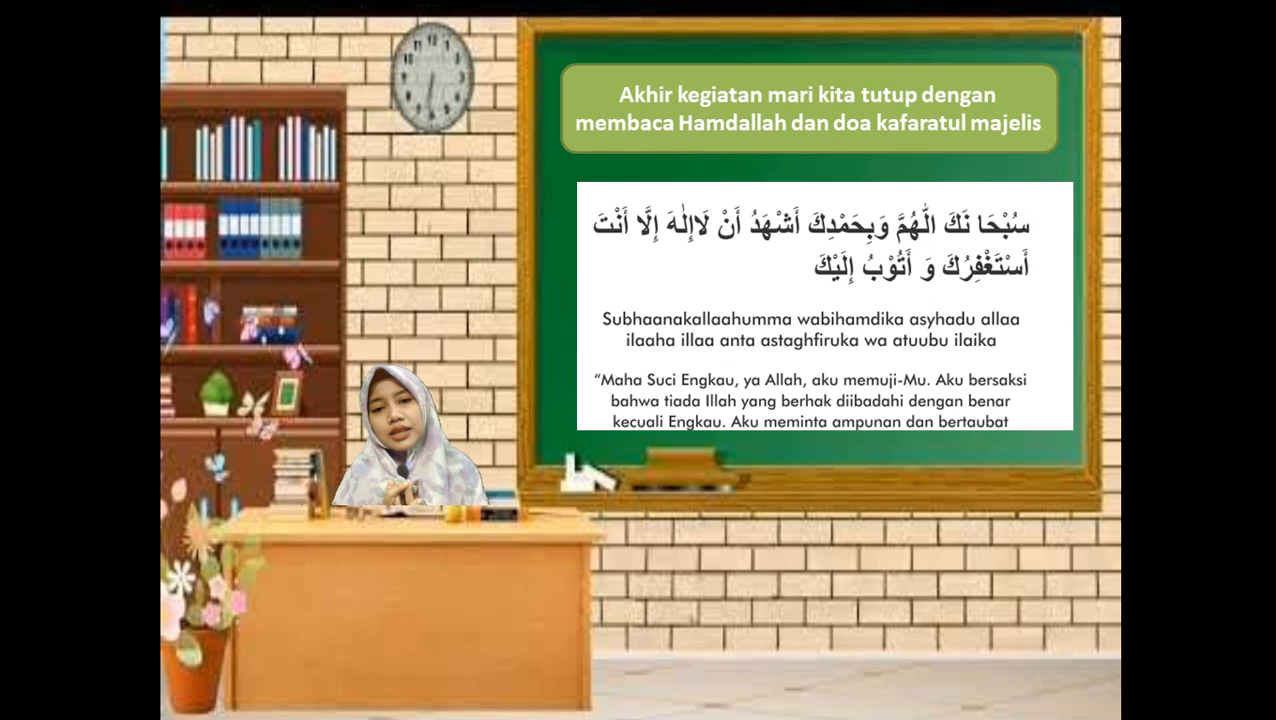 Akhir kegiatan mari kita tutup dengan
membaca Hamdallah dan doa kafaratul majelis
سُبْحَا نَكَ اللّٰهُمَّ وَبِحَمْدِكَ أَشْهَدُ أَنْ لَاإِلٰهَ إِلَّا أَنْتَ
أَسْتَغْفِرُكَ وَ أَتُوْبُ إِلَيْكَ
Subhaanakallaahumma wabihamdika asyhadu allaa
ilaaha illaa anta astaghfiruka wa atuubu ilaika
“Maha Suci Engkau, ya Allah, aku memuji-Mu. Aku bersaksi
bahwa tiada Illah yang berhak diibadahi dengan benar
kecuali Engkau. Aku meminta ampunan dan bertaubat